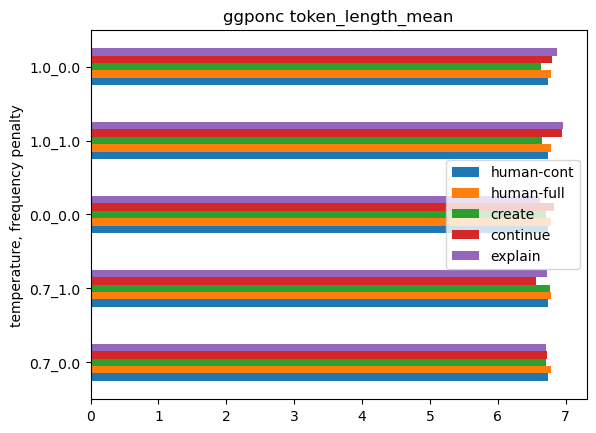 ggponc token_length_mean
temperature, frequency penalty
1.0_0.0
1.0_1.0
0.0_0.0
0.7_1.0
0.7_0.0
human-cont
human-full
create
continue
explain
0 1 2 3 4 5 6 7